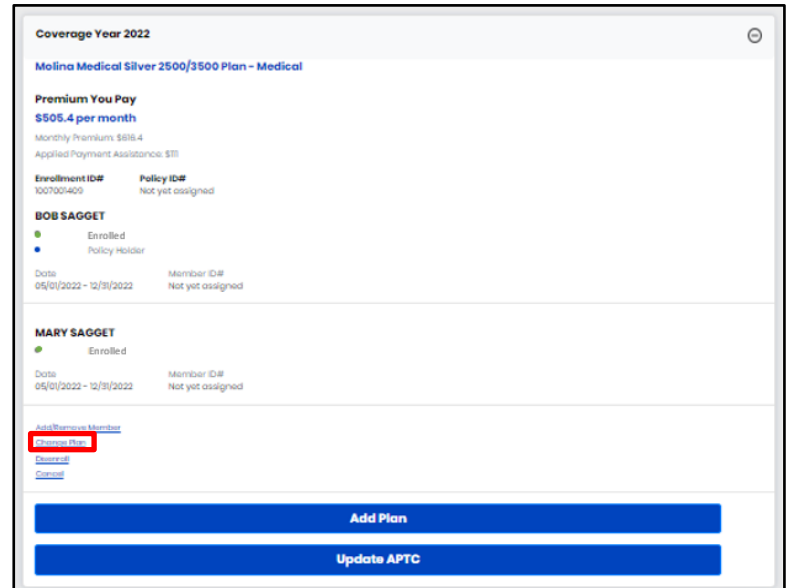 Coverage Year 2022
Molina Medical Silver 2500/3500 Plan - Medical
Premium You Pay
$505.4 per month
Monthly Premium: $616.4
Applied Payment Assistance: $111
Enrollment ID# Policy ID#
1007001409 Not yet assigned
BOB SAGGET
Enrolled
Policy Holder
Date Member ID#
05/01/2022 - 12/31/2022 Not yet assigned
MARY SAGGET
Enrolled
Date Member ID#
05/01/2022 - 12/31/2022 Not yet assigned
Add/Remove Member
Change Plan
Disenroll
Cancel
Add Plan
Update APTC